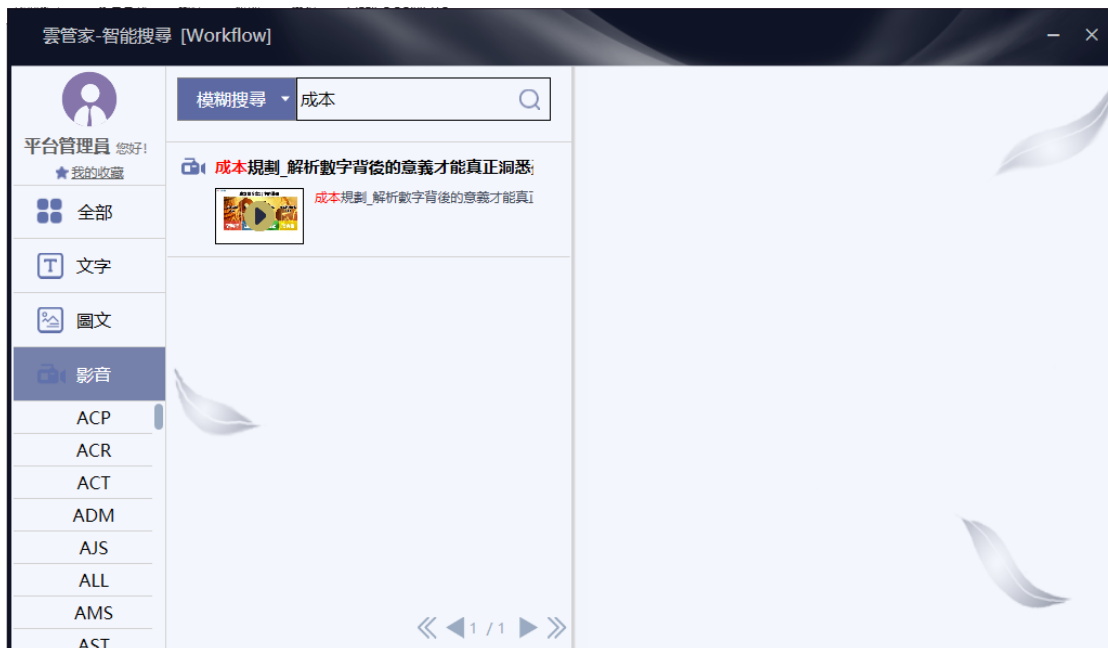 雲管家-智能搜尋 [Workflow]
平台管理員 您好!
我的收藏
全部
文字
圖文
影音
ACP
ACR
ACT
ADM
AJS
ALL
AMS
AST
模糊搜尋 成本
成本規劃_解析數字背後的意義才能真正洞悉
成本規劃_解析數字背後的意義才能真
1 / 1